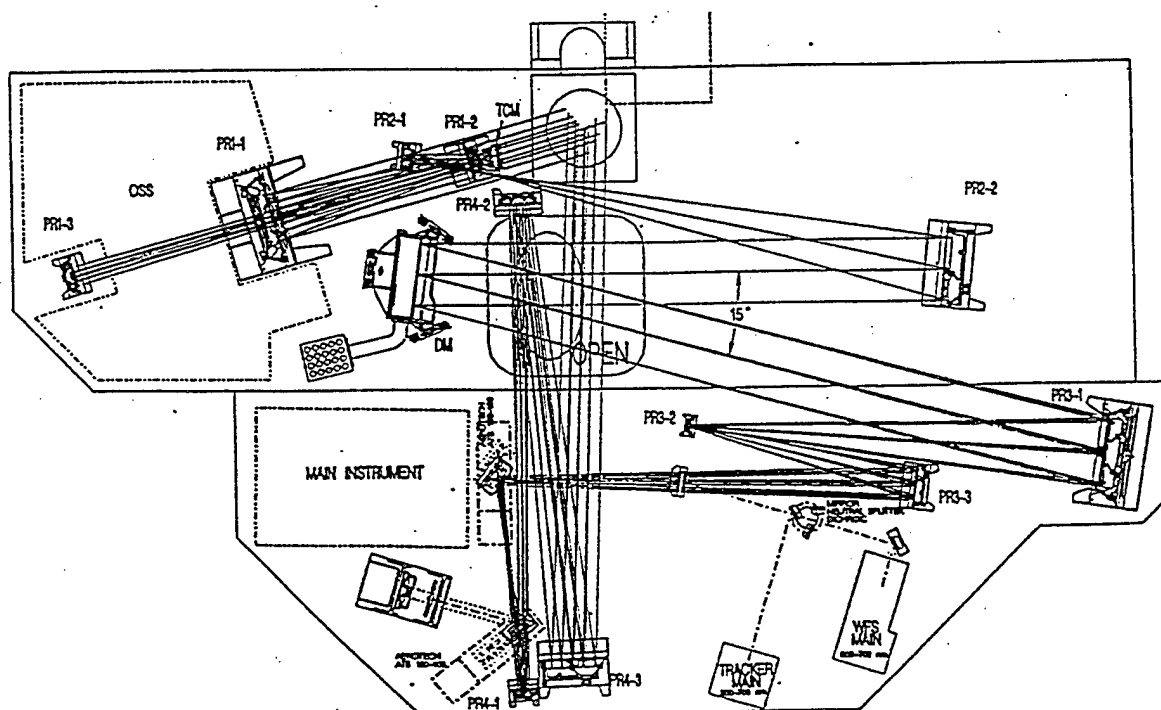 TCM
PR1-2
PR2-1
PR1-1
OSS
PR1-3
PR4-2
PR2-2
15°
DM
OPEN
PR3-1
PR3-2
MAIN INSTRUMENT
PR3-3
MIRROR
NEUTRAL SPLITTER
DICHROIC
WFS
MAIN
TRACKER
MAIN
AEROTECH
PR4-3
PR4-1